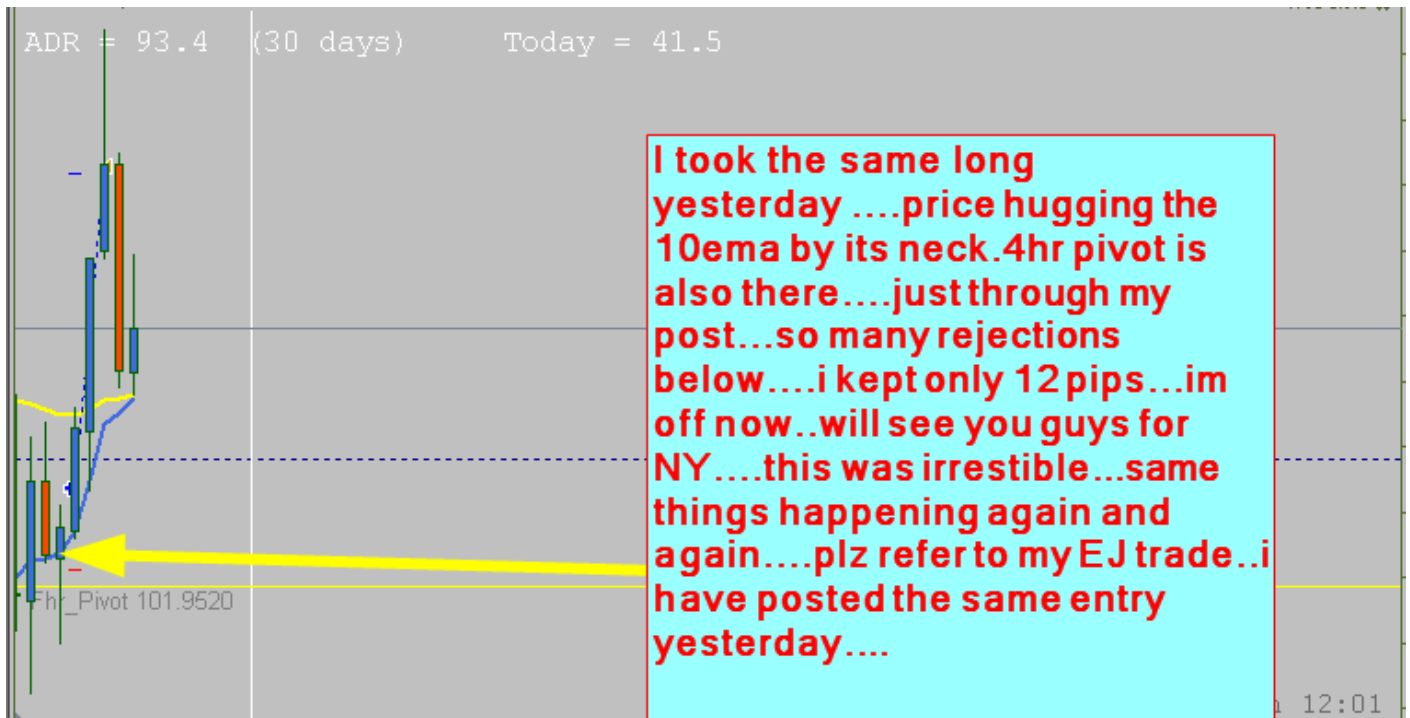 ADR = 93.4 (30 days) Today = 41.5
I took the same long
yesterday ....price hugging the
10ema by its neck.4hr pivot is
also there....just through my
post...so many rejections
below....i kept only 12 pips...im
off now..will see you guys for
NY....this was irrestible...same
things happening again and
again....plz refer to my EJ trade..i
have posted the same entry
yesterday....
Fhr_Pivot 101.9520
12:01